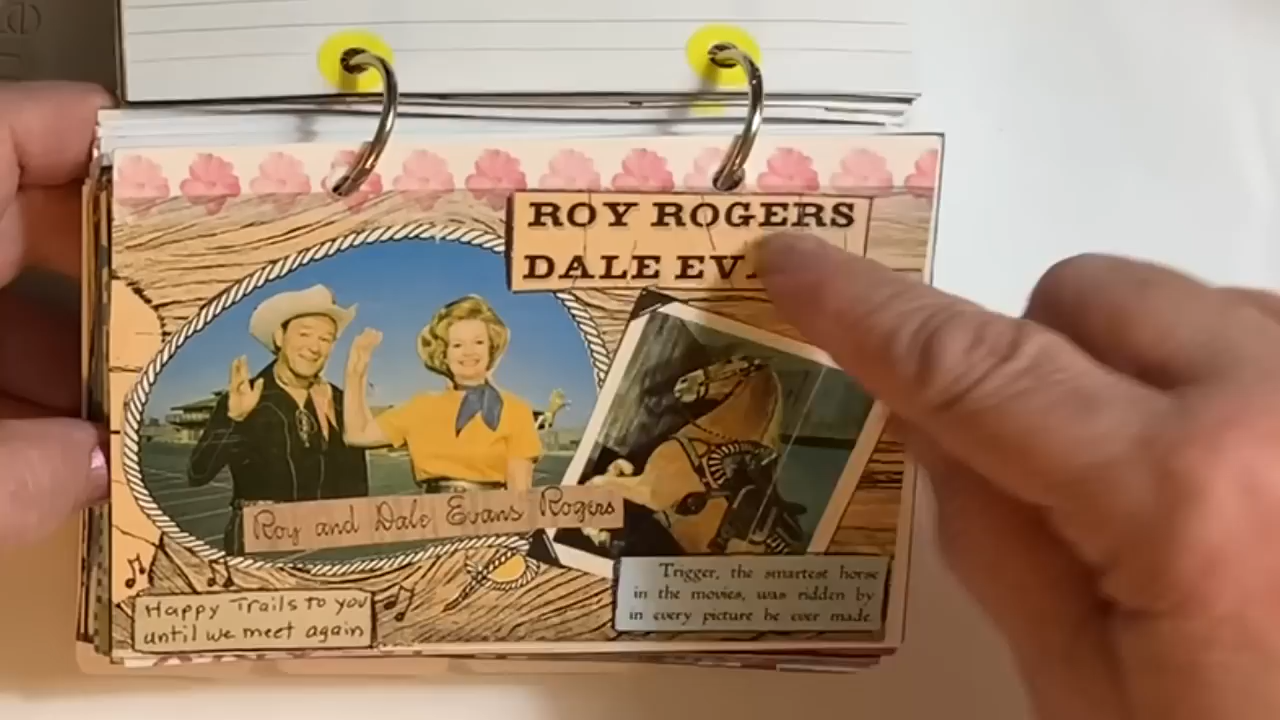 ROY ROGERS
DALE
Roy and Dale Evans Rogers
Trigger, the smartest horse
in the movies, was ridden by
in every picture he ever made.
Happy Trails to you
until we meet again